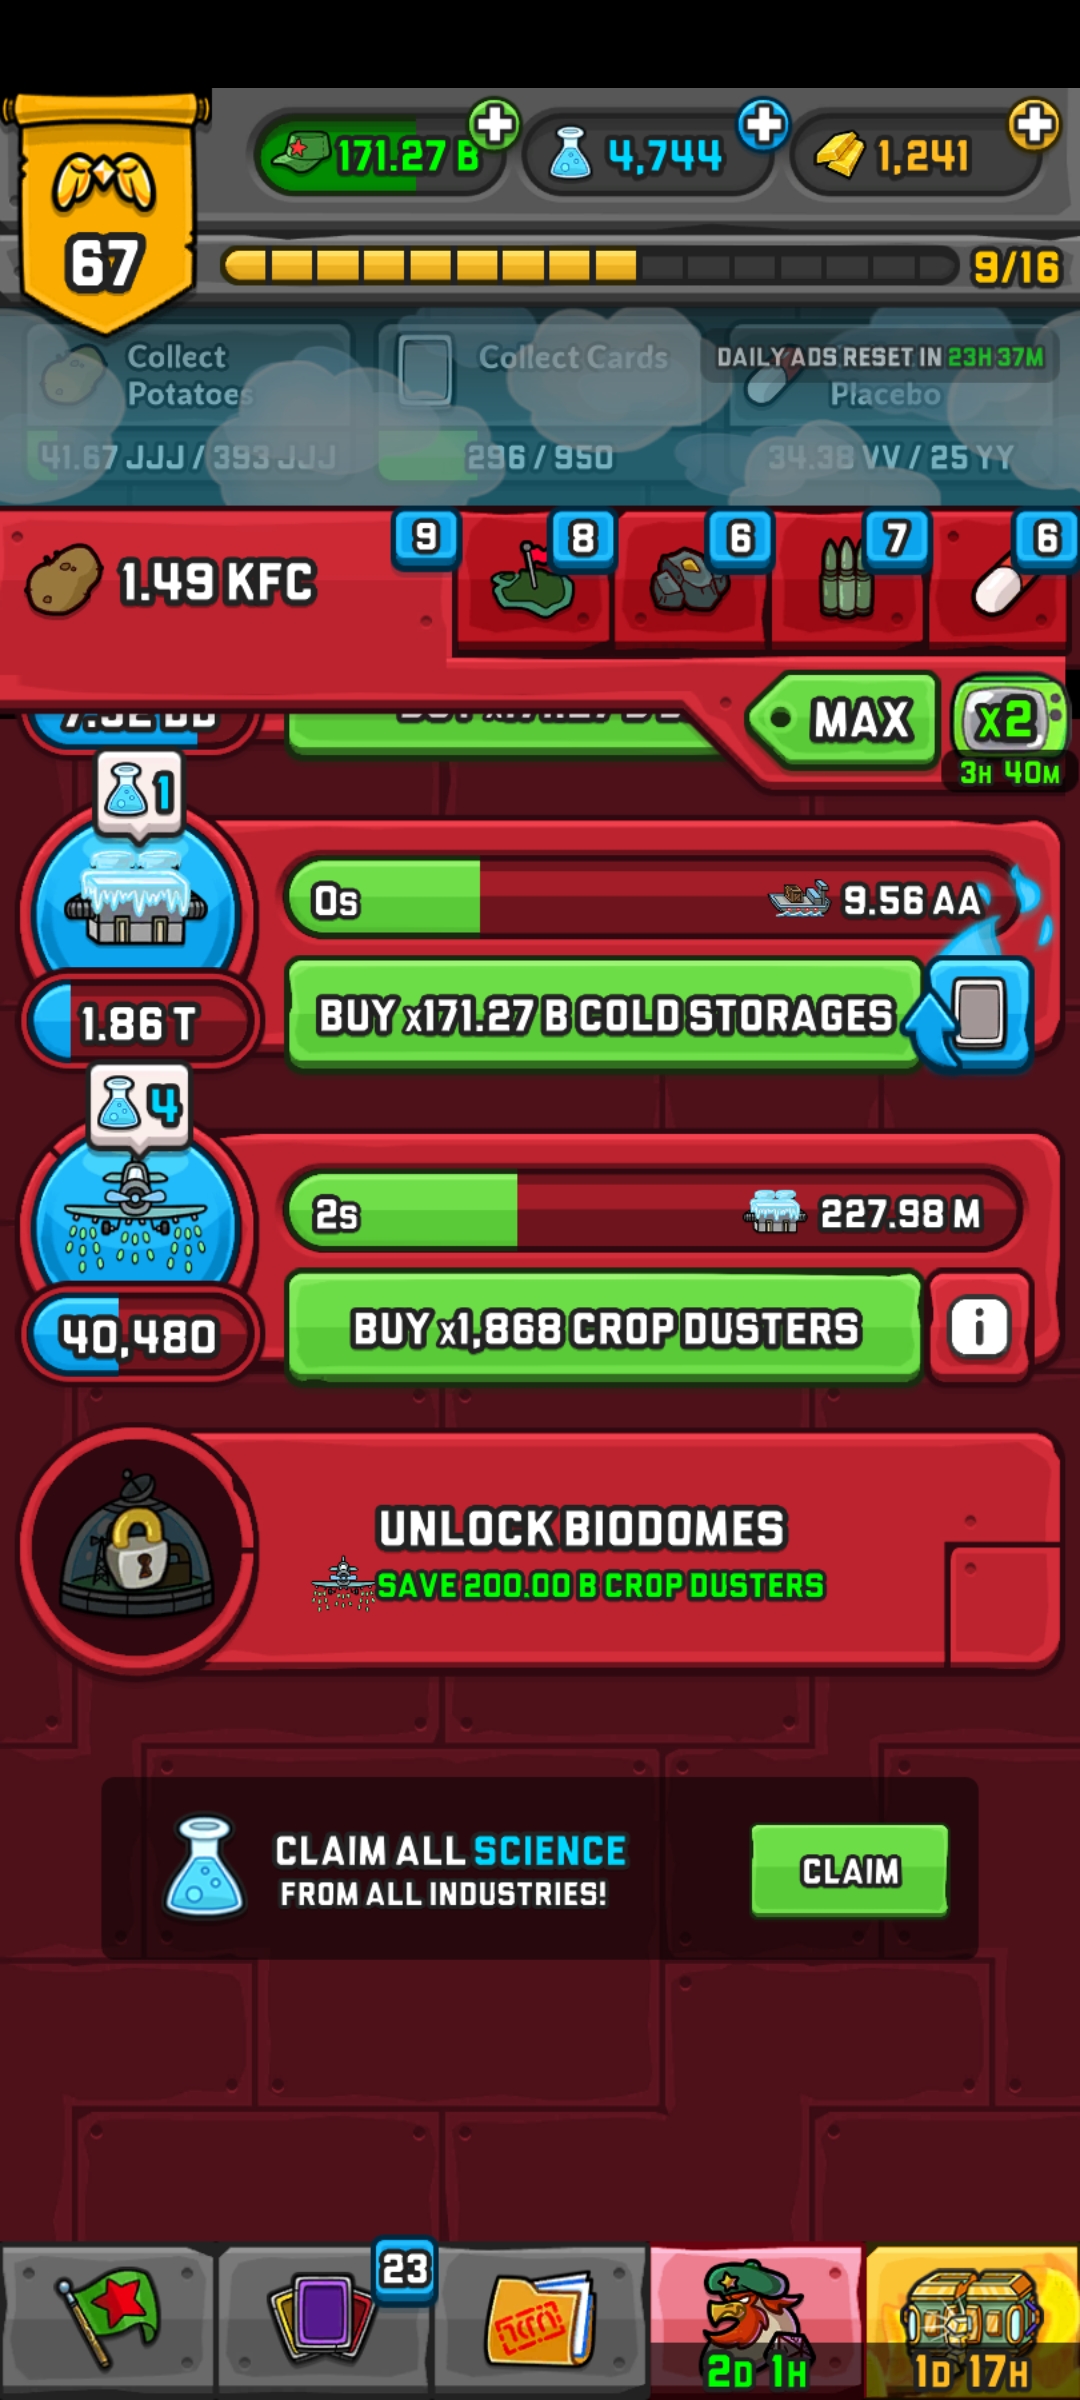 171.27 B
4,744
1,241
67
9/16
Collect
Potatoes
41.67 JJJ / 393 JJJ
Collect Cards
296 / 950
DAILY ADS RESET IN 23H 37M
Placebo
34.38 VV / 25 YY
1.49 KFC
9
8
6
7
6
MAX
x2
3H 40M
1
0s
9.56 AA
1.86 T
BUY x171.27 B COLD STORAGES
4
2s
227.98 M
40,480
BUY x1,868 CROP DUSTERS
i
UNLOCK BIODOMES
SAVE 200.00 B CROP DUSTERS
CLAIM ALL SCIENCE
FROM ALL INDUSTRIES!
CLAIM
23
2D 1H
1D 17H